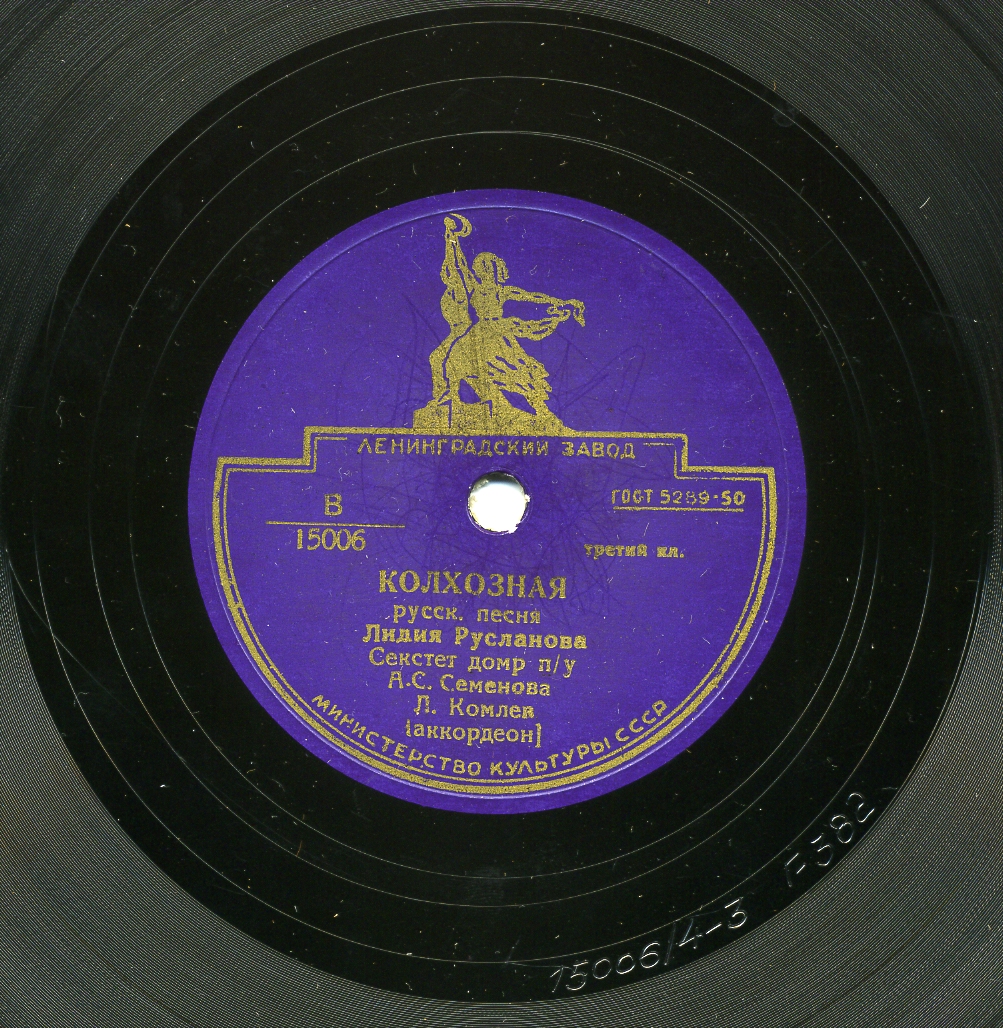 ЛЕНИНГРАДСКИЙ ЗАВОД
В
15006
ГОСТ 5289-50
третий кл.
КОЛХОЗНАЯ
русск. песня
Лидия Русланова
Секстет домр п/у
А.С. Семенова
Л. Комлев
[аккордеон]
МИНИСТЕРСТВО КУЛЬТУРЫ СССР
15006/4-3 Г-382